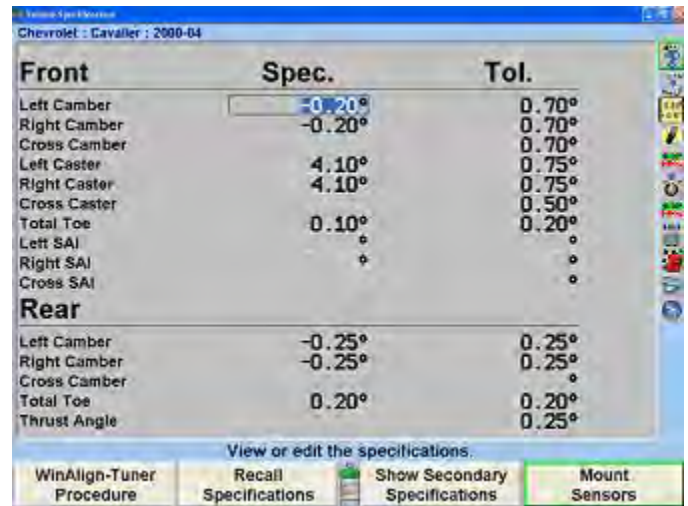 Vehicle Specifications
Chevrolet : Cavalier : 2000-04
Front Spec. Tol.
Left Camber -0.20° 0.70°
Right Camber -0.20° 0.70°
Cross Camber 0.70°
Left Caster 4.10° 0.75°
Right Caster 4.10° 0.75°
Cross Caster 0.50°
Total Toe 0.10° 0.20°
Left SAI ° °
Right SAI ° °
Cross SAI °
Rear
Left Camber -0.25° 0.25°
Right Camber -0.25° 0.25°
Cross Camber °
Total Toe 0.20° 0.20°
Thrust Angle 0.25°
View or edit the specifications.
WinAlign-Tuner Procedure
Recall Specifications
Show Secondary Specifications
Mount Sensors